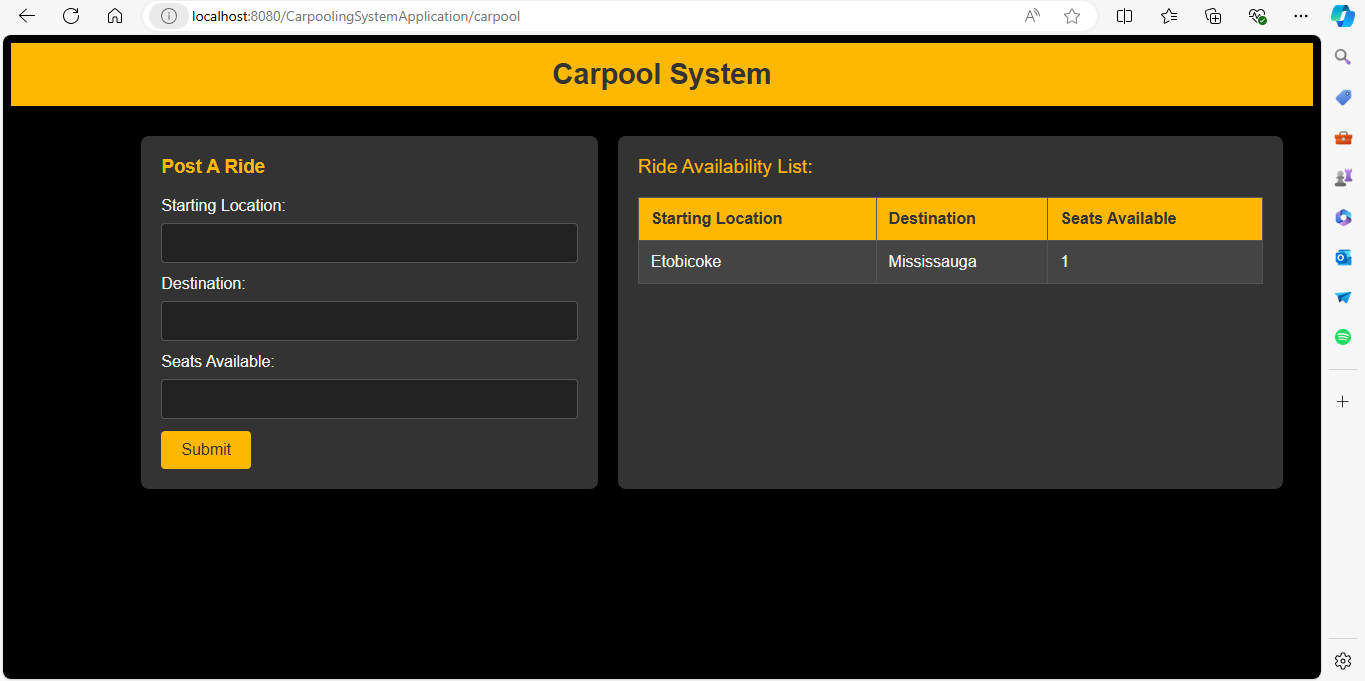 localhost:8080/CarpoolingSystemApplication/carpool
Carpool System
Post A Ride
Starting Location:
Destination:
Seats Available:
Submit
Ride Availability List:
Starting Location Destination Seats Available
Etobicoke Mississauga 1